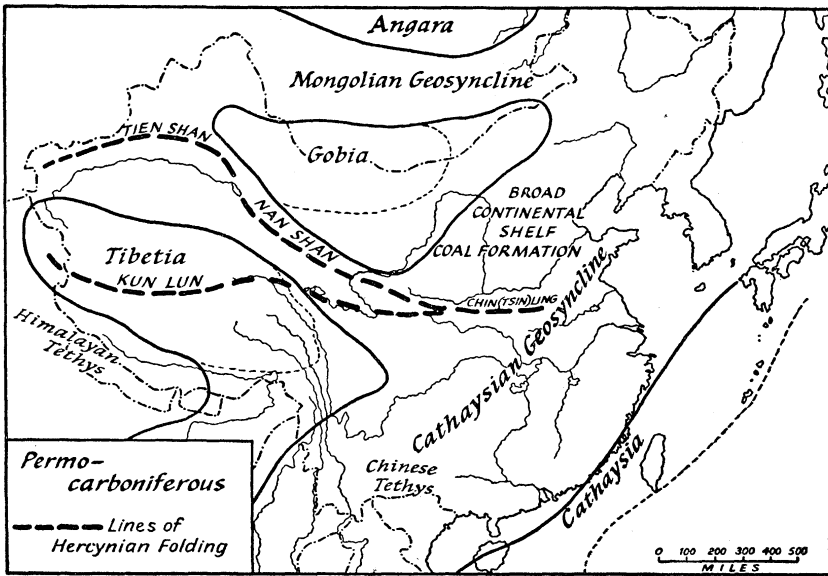 Angara
Mongolian Geosyncline
TIEN SHAN
Gobia
NAN SHAN
BROAD
CONTINENTAL
SHELF
COAL FORMATION
Tibetia
KUN LUN
CHIN(TSIN)LING
Himalayan
Tethys
Cathaysian Geosyncline
Chinese
Tethys
Cathaysia
Permo-
carboniferous
Lines of
Hercynian Folding
0 100 200 300 400 500
MILES